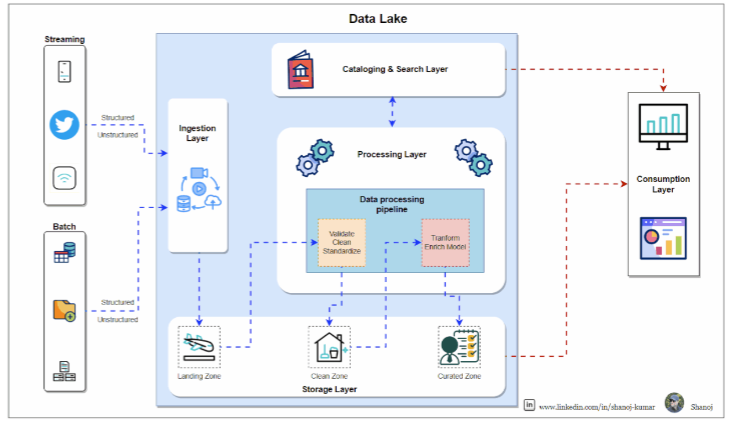 Data Lake
Streaming
Cataloging & Search Layer
Structured
Unstructured
Ingestion
Layer
Processing Layer
Consumption
Layer
Data processing
pipeline
Validate
Clean
Standardize
Tranform
Enrich Model
Batch
Structured
Unstructured
Landing Zone
Clean Zone
Curated Zone
Storage Layer
in
www.linkedin.com/in/shanoj-kumar
Shanoj